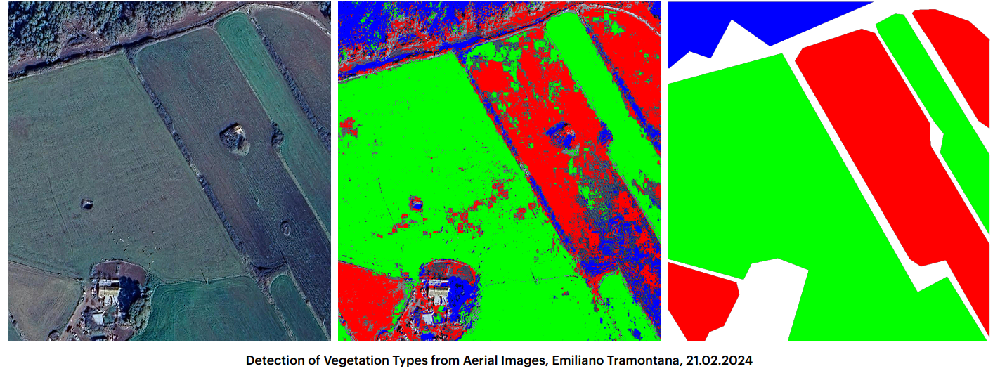 Detection of Vegetation Types from Aerial Images, Emiliano Tramontana, 21.02.2024